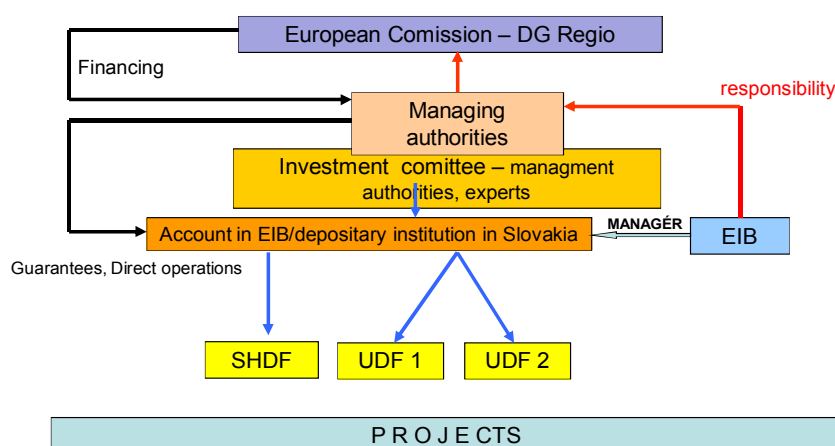 European Comission – DG Regio
Financing
responsibility
Managing
authorities
Investment comittee – managment
authorities, experts
MANAGÉR
Account in EIB/depositary institution in Slovakia
EIB
Guarantees, Direct operations
SHDF
UDF 1
UDF 2
P R O J E CTS